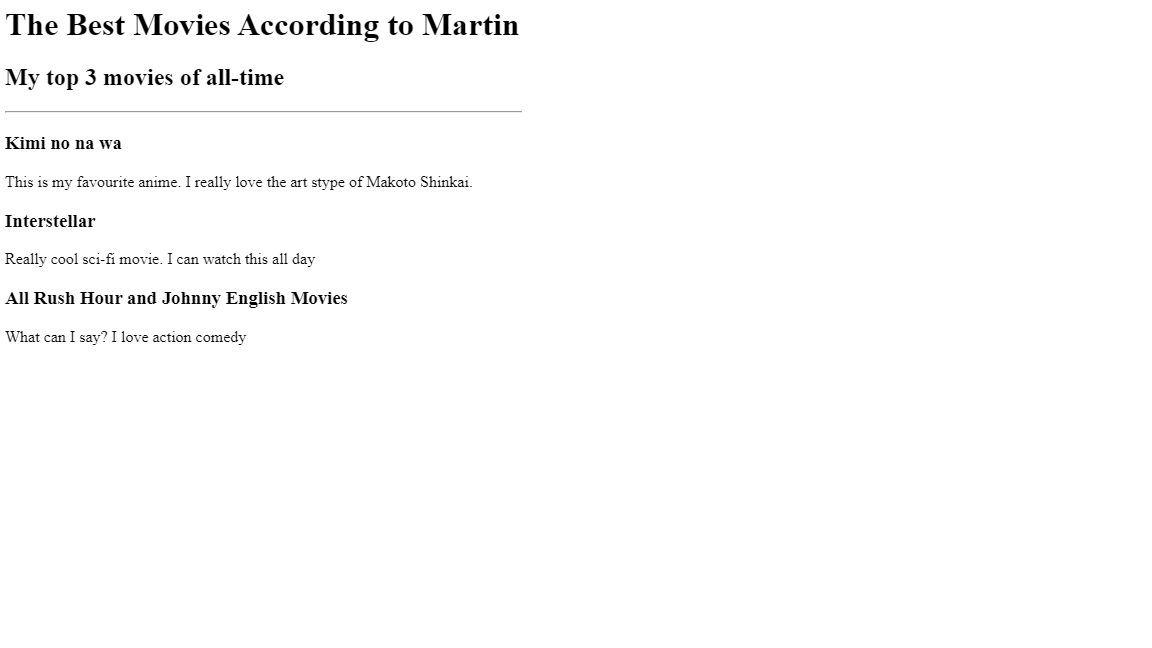 The Best Movies According to Martin
My top 3 movies of all-time
Kimi no na wa
This is my favourite anime. I really love the art stype of Makoto Shinkai.
Interstellar
Really cool sci-fi movie. I can watch this all day
All Rush Hour and Johnny English Movies
What can I say? I love action comedy